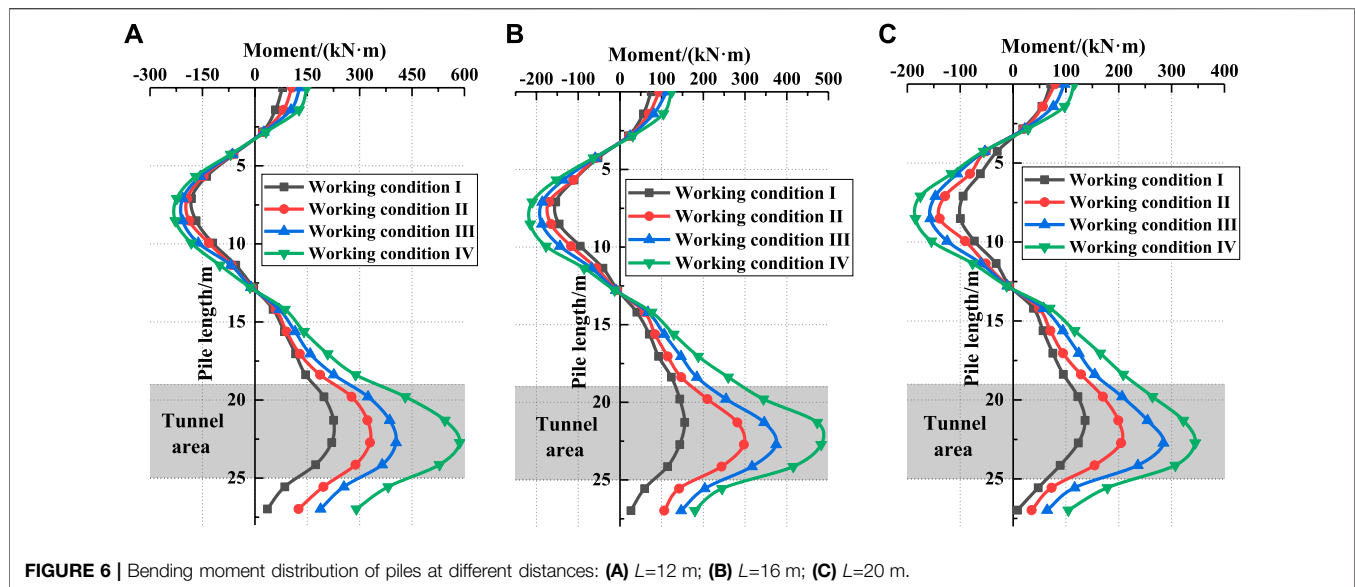 A
Moment/(kN·m)
-300 -150 0 150 300 450 600
5
10
15
20
25
Pile length/m
Working condition I
Working condition II
Working condition III
Working condition IV
Tunnel
area
B
Moment/(kN·m)
-200 -100 0 100 200 300 400 500
5
10
15
20
25
Pile length/m
Working condition I
Working condition II
Working condition III
Working condition IV
Tunnel
area
C
Moment/(kN·m)
-200 -100 0 100 200 300 400
5
10
15
20
25
Pile length/m
Working condition I
Working condition II
Working condition III
Working condition IV
Tunnel
area
FIGURE 6 | Bending moment distribution of piles at different distances: (A) L=12 m; (B) L=16 m; (C) L=20 m.